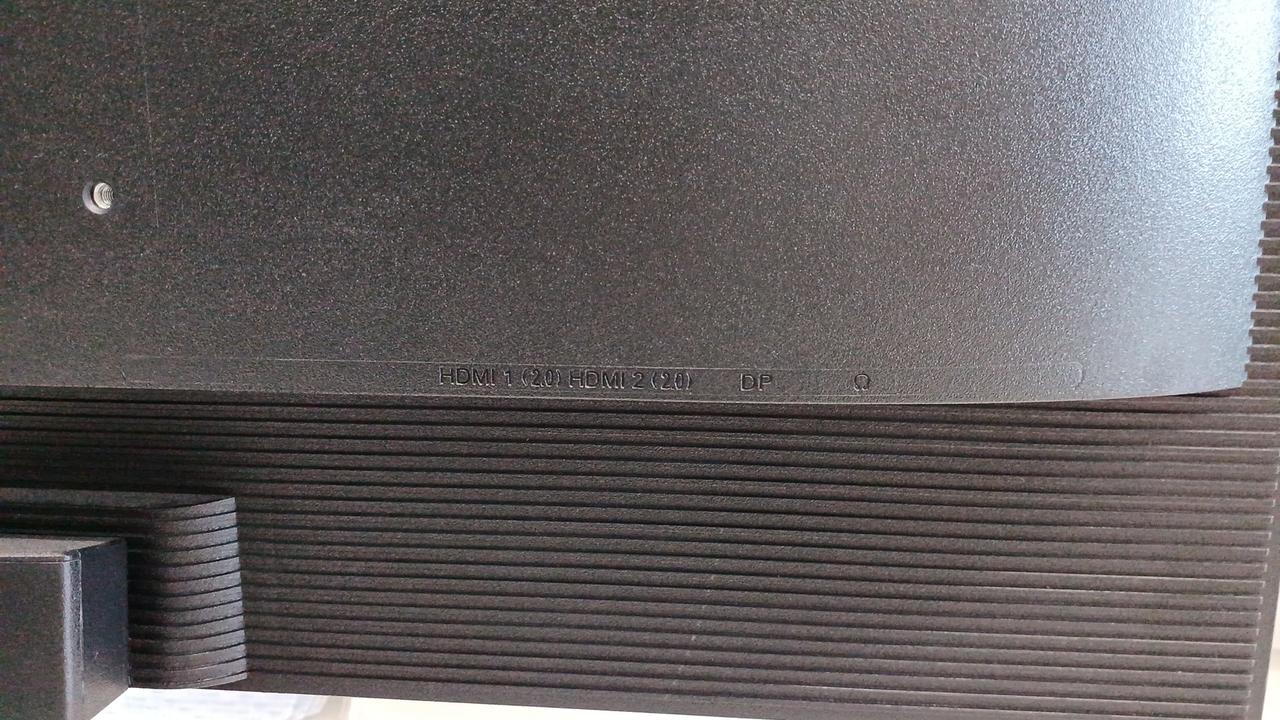 HDMI 1 (2.0) HDMI 2 (2.0) DP